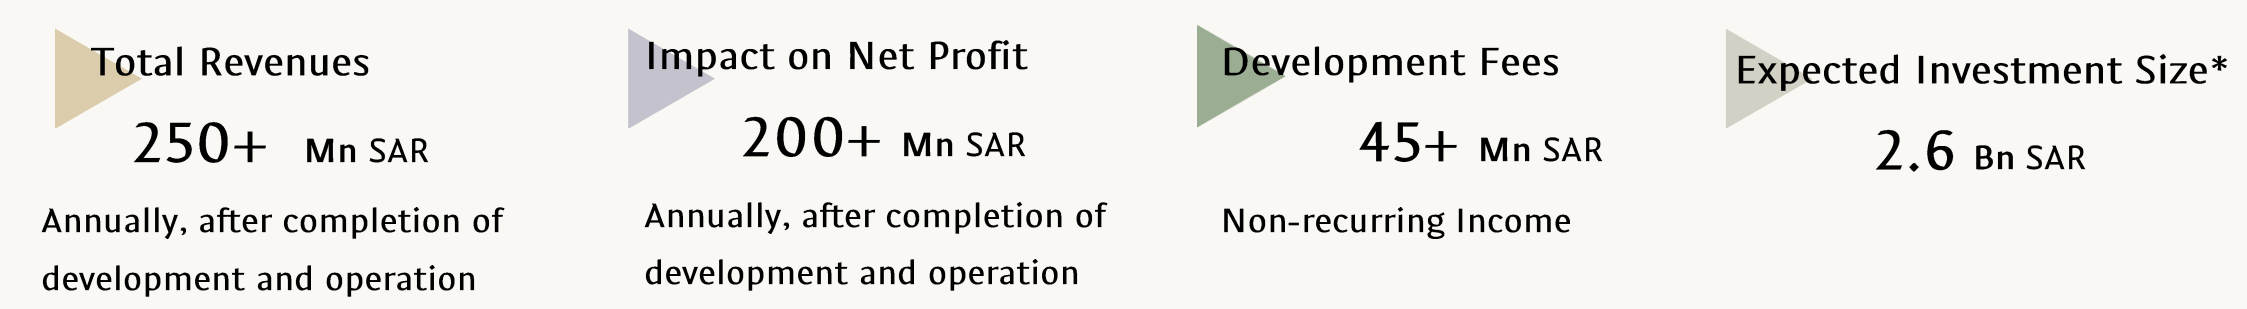 Total Revenues
250+ Mn SAR
Annually, after completion of
development and operation
Impact on Net Profit
200+ Mn SAR
Annually, after completion of
development and operation
Development Fees
45+ Mn SAR
Non-recurring Income
Expected Investment Size*
2.6 Bn SAR